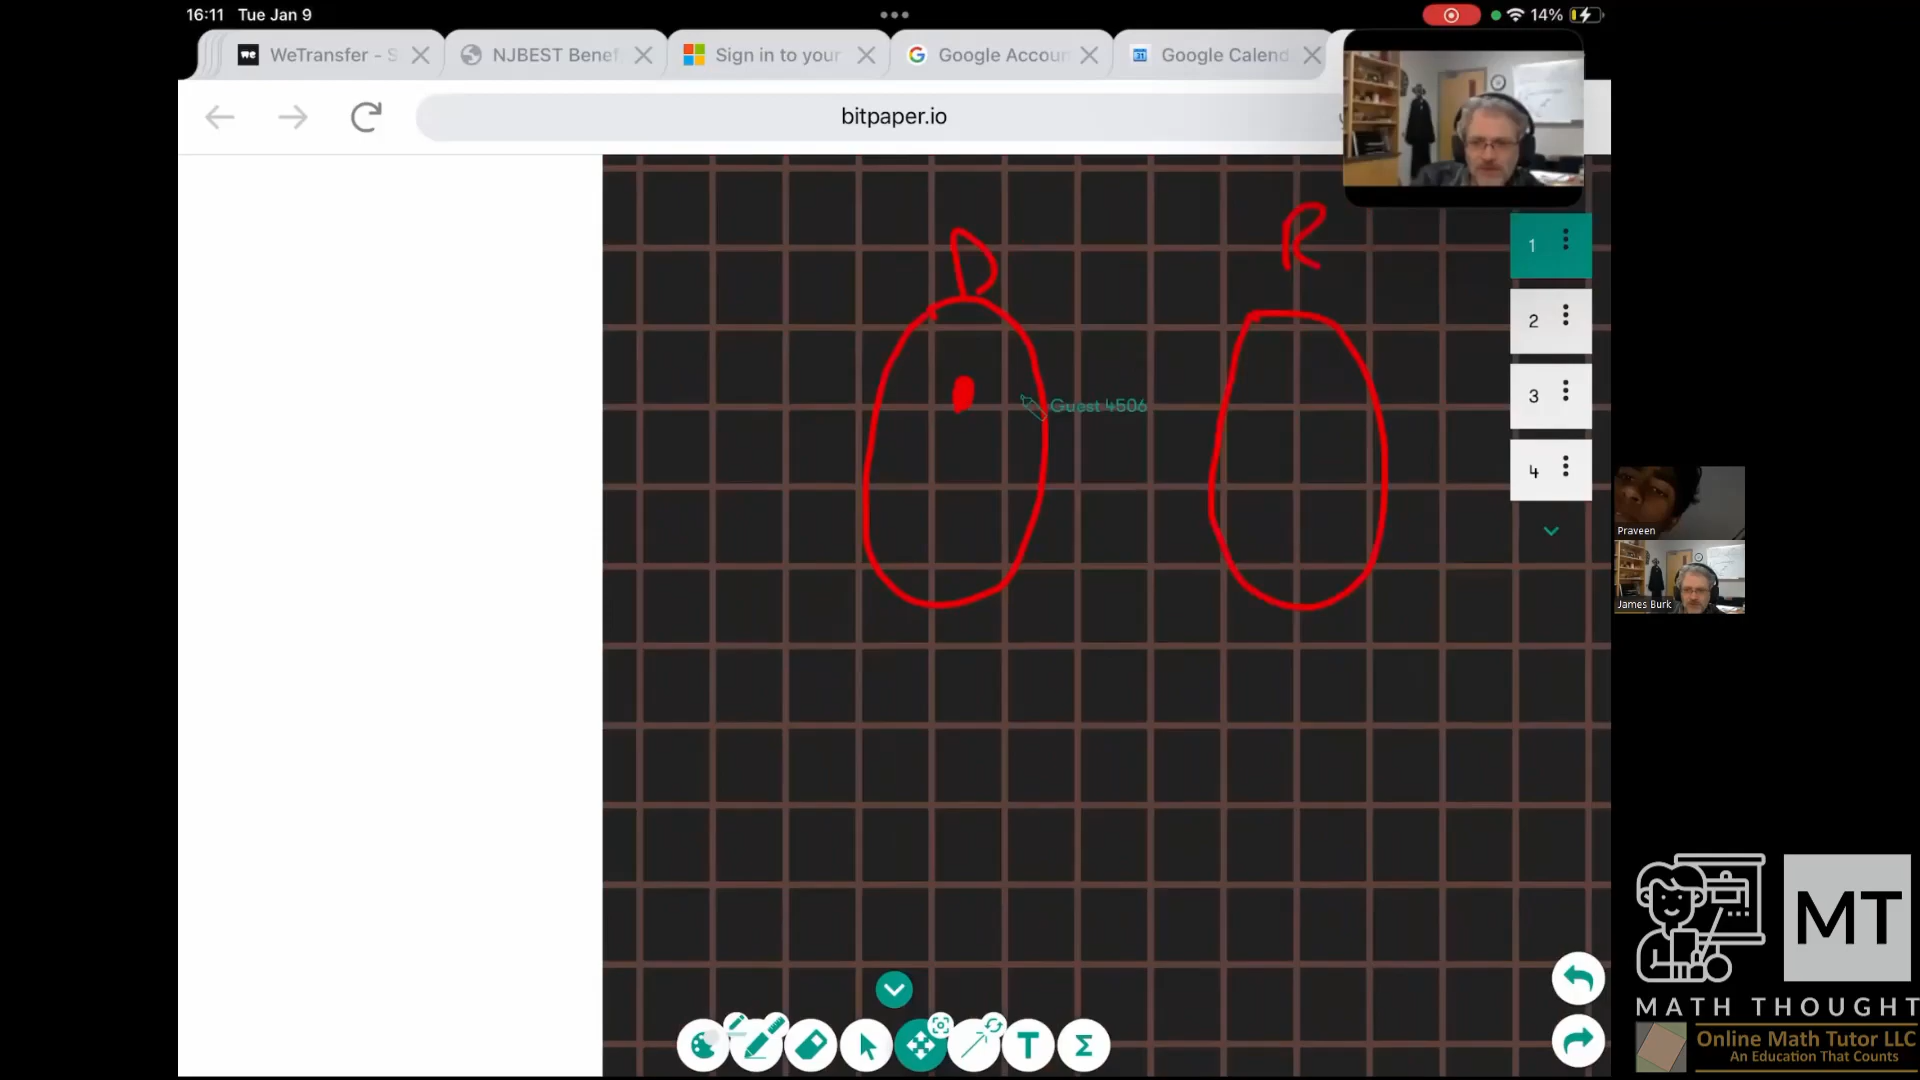 16:11 Tue Jan 9
14%
WeTransfer - S
NJBEST Benef
Sign in to your
Google Accoun
Google Calend
bitpaper.io
D
R
Guest 4506
1
2
3
4
Praveen
James Burk
T
Σ
MT
MATH THOUGHT
Online Math Tutor LLC
An Education That Counts